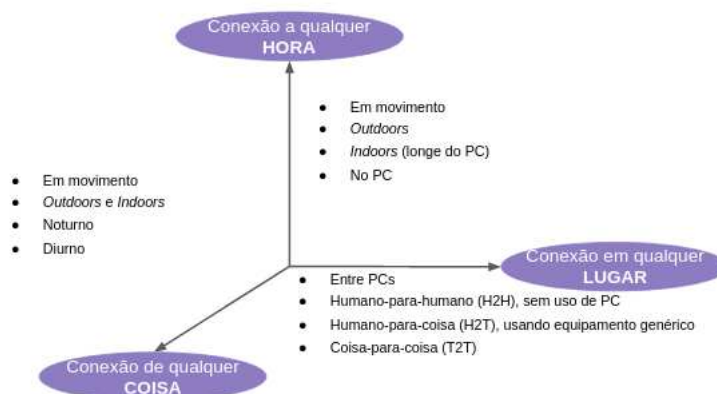 Conexão a qualquer
HORA
Em movimento
Outdoors
Indoors (longe do PC)
No PC
Em movimento
Outdoors e Indoors
Noturno
Diurno
Conexão em qualquer
LUGAR
Entre PCs
Humano-para-humano (H2H), sem uso de PC
Humano-para-coisa (H2T), usando equipamento genérico
Coisa-para-coisa (T2T)
Conexão de qualquer
COISA